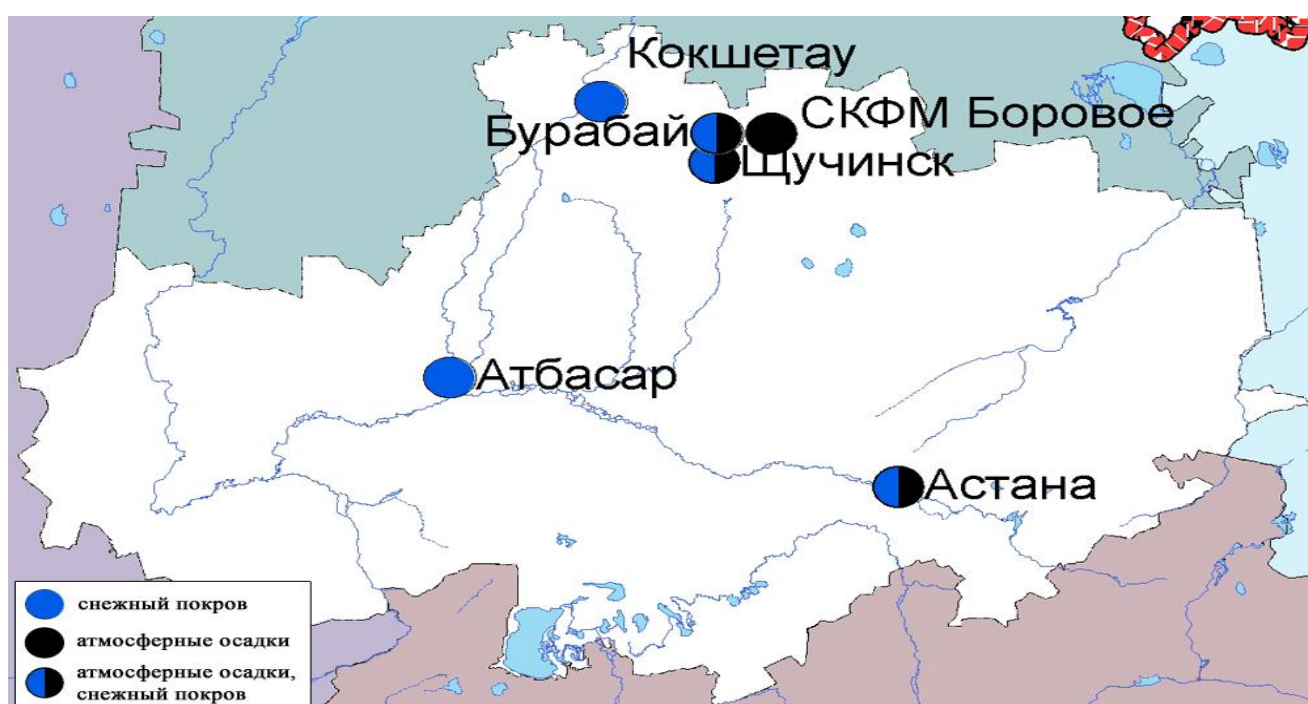 Кокшетау
СКФМ Боровое
Бурабай
Щучинск
Атбасар
Астана
снежный покров
атмосферные осадки
атмосферные осадки,
снежный покров